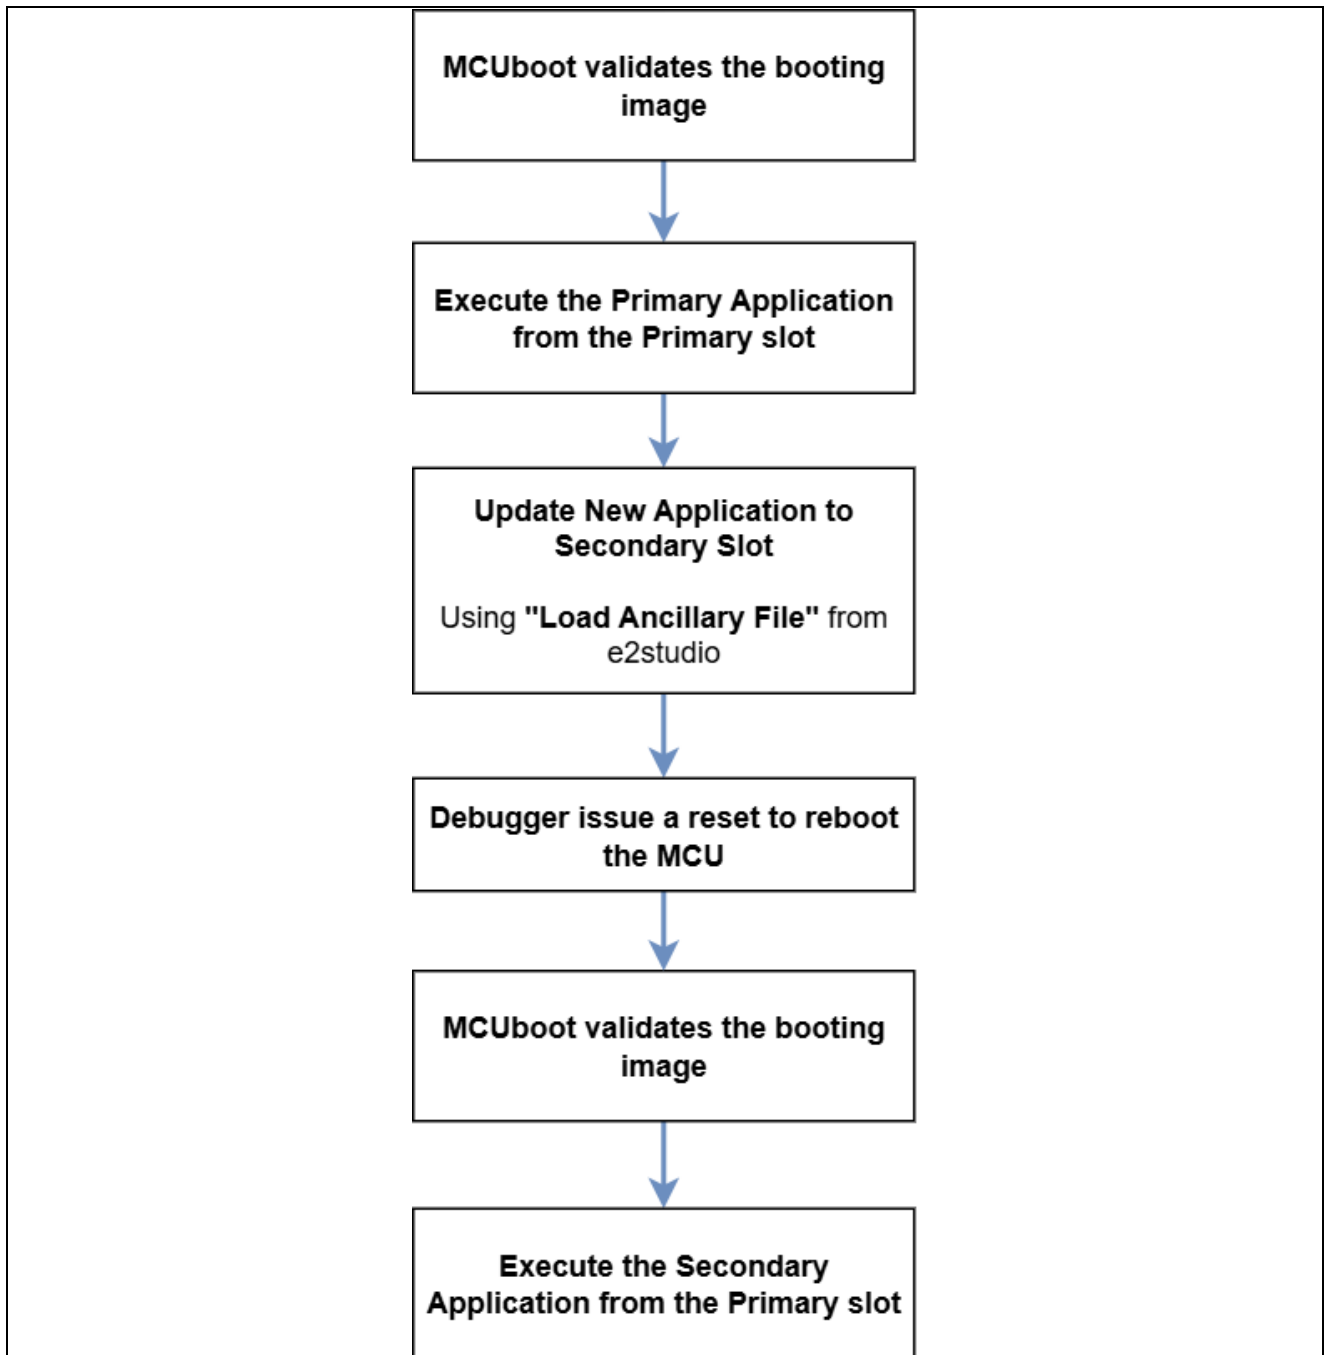 MCUboot validates the booting
image
Execute the Primary Application
from the Primary slot
Update New Application to
Secondary Slot
Using "Load Ancillary File" from
e2studio
Debugger issue a reset to reboot
the MCU
MCUboot validates the booting
image
Execute the Secondary
Application from the Primary slot